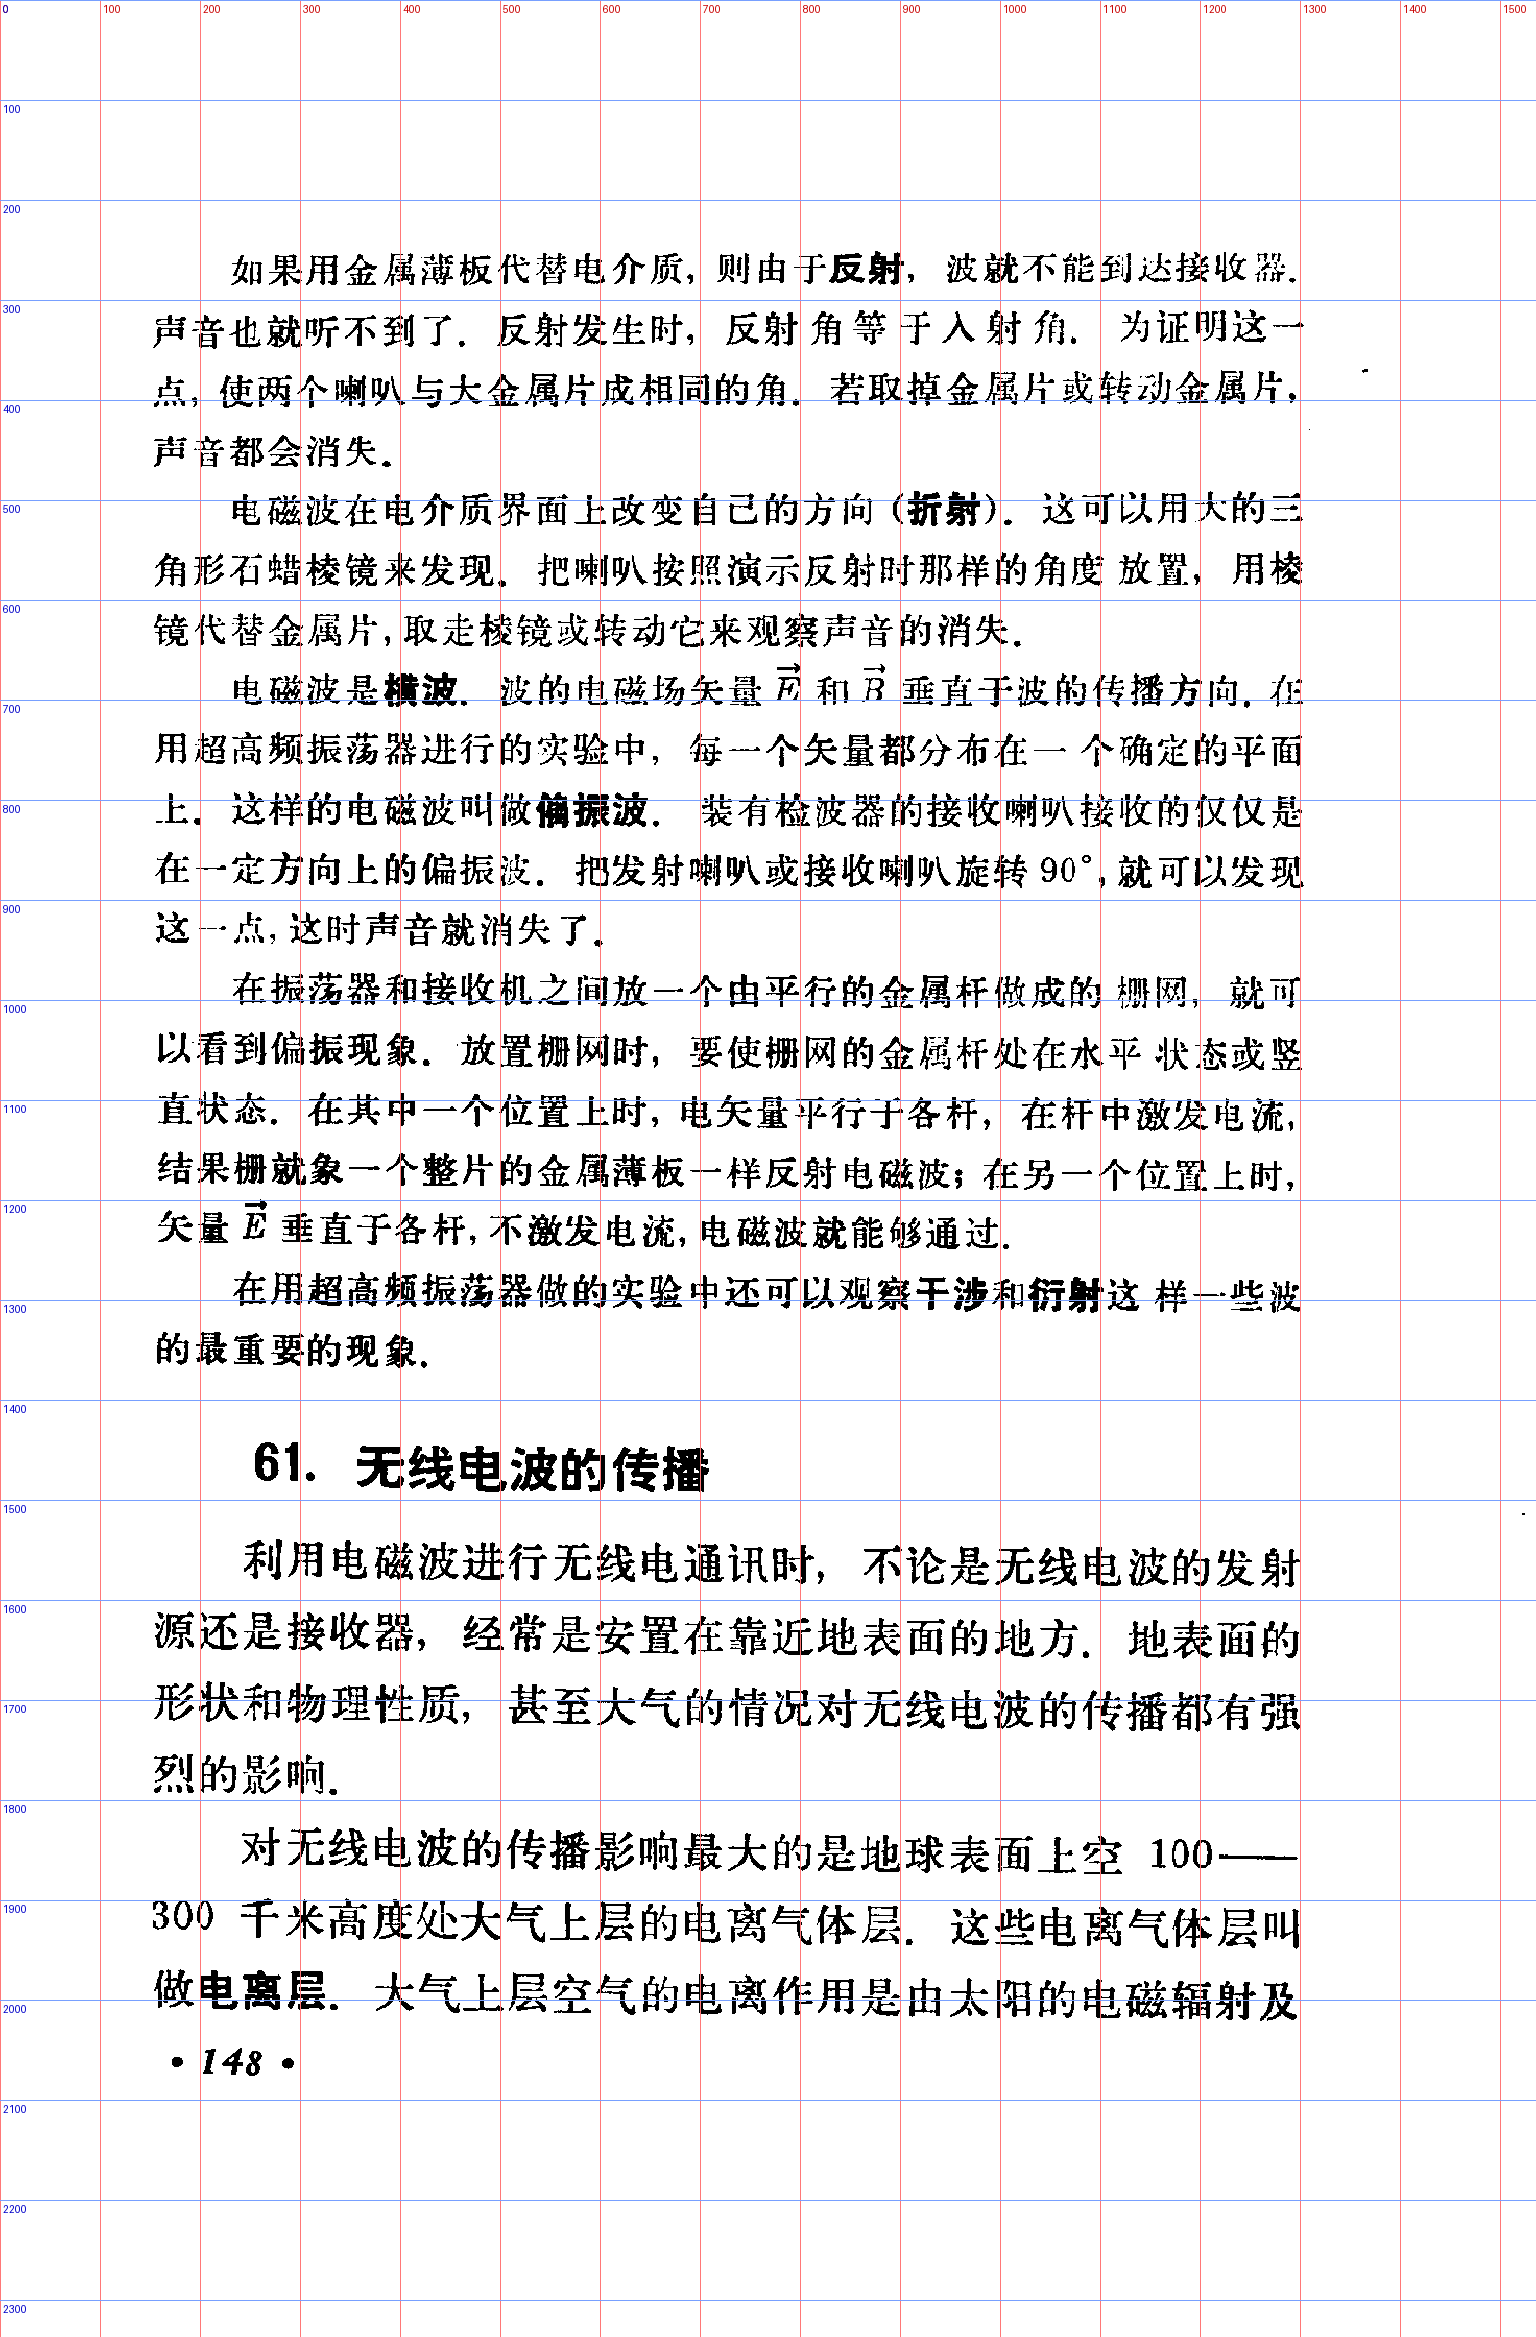 如果用金属薄板代替电介质，则由于反射，波就不能到达接收器．
声音也就听不到了．反射发生时，反射角等于入射角．为证明这一
点，使两个喇叭与大金属片成相同的角．若取掉金属片或转动金属片，
声音都会消失．
电磁波在电介质界面上改变自己的方向（折射）．这可以用大的三
角形石蜡棱镜来发现．把喇叭按照演示反射时那样的角度放置，用棱
镜代替金属片，取走棱镜或转动它来观察声音的消失．
电磁波是横波．波的电磁场矢量 E⃗ 和 B⃗ 垂直于波的传播方向．在
用超高频振荡器进行的实验中，每一个矢量都分布在一个确定的平面
上．这样的电磁波叫做偏振波．装有检波器的接收喇叭接收的仅仅是
在一定方向上的偏振波．把发射喇叭或接收喇叭旋转 90°，就可以发现
这一点，这时声音就消失了．
在振荡器和接收机之间放一个由平行的金属杆做成的栅网，就可
以看到偏振现象．放置栅网时，要使栅网的金属杆处在水平状态或竖
直状态．在其中一个位置上时，电矢量平行于各杆，在杆中激发电流，
结果栅就象一个整片的金属薄板一样反射电磁波；在另一个位置上时，
矢量 E⃗ 垂直于各杆，不激发电流，电磁波就能够通过．
在用超高频振荡器做的实验中还可以观察干涉和衍射这样一些波
的最重要的现象．
61．无线电波的传播
利用电磁波进行无线电通讯时，不论是无线电波的发射
源还是接收器，经常是安置在靠近地表面的地方．地表面的
形状和物理性质，甚至大气的情况对无线电波的传播都有强
烈的影响．
对无线电波的传播影响最大的是地球表面上空 100——
300 千米高度处大气上层的电离气体层．这些电离气体层叫
做电离层．大气上层空气的电离作用是由太阳的电磁辐射及
• 148 •